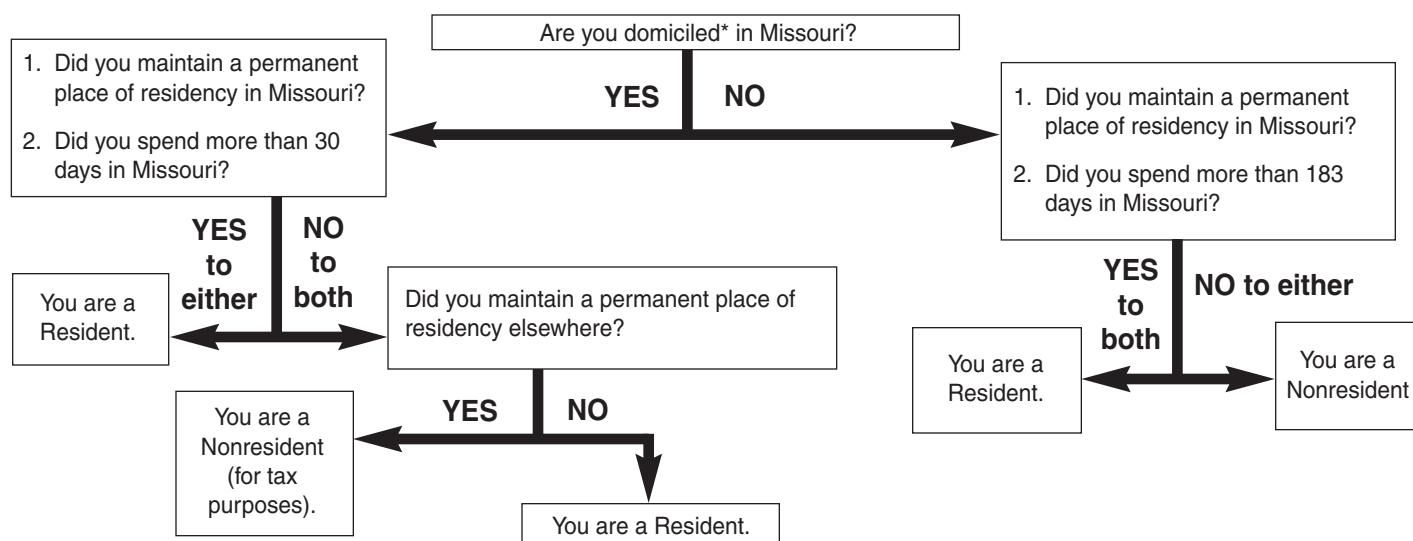 Are you domiciled* in Missouri?
YES
NO
1. Did you maintain a permanent
place of residency in Missouri?
2. Did you spend more than 30
days in Missouri?
1. Did you maintain a permanent
place of residency in Missouri?
2. Did you spend more than 183
days in Missouri?
YES
to
either
NO
to
both
You are a
Resident.
Did you maintain a permanent place of
residency elsewhere?
YES
to
both
NO to either
You are a
Resident.
You are a
Nonresident
YES
NO
You are a
Nonresident
(for tax
purposes).
You are a Resident.